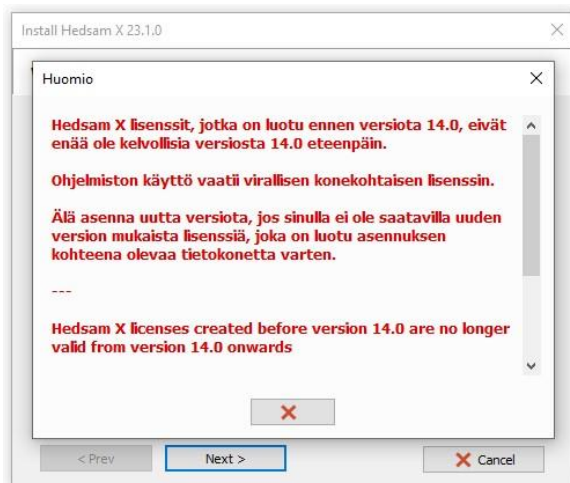 Install Hedsam X 23.1.0
Huomio
Hedsam X lisenssit, jotka on luotu ennen versiota 14.0, eivät
enää ole kelvollisia versiosta 14.0 eteenpäin.
Ohjelmiston käyttö vaatii virallisen konekohtaisen lisenssin.
Älä asenna uutta versiota, jos sinulla ei ole saatavilla uuden
version mukaista lisenssiä, joka on luotu asennuksen
kohteena olevaa tietokonetta varten.
---
Hedsam X licenses created before version 14.0 are no longer
valid from version 14.0 onwards
< Prev
Next >
Cancel